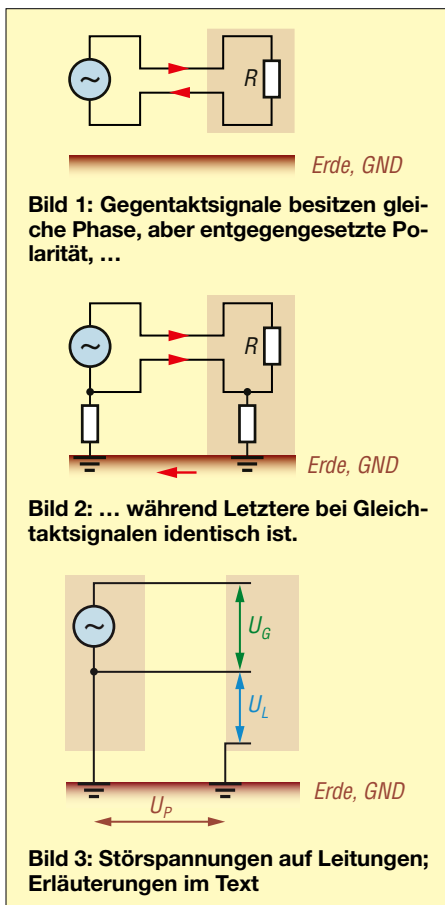 ~
R
Erde, GND
Bild 1: Gegentaktsignale besitzen glei-
che Phase, aber entgegengesetzte Po-
larität, …
~
R
Erde, GND
Bild 2: … während Letztere bei Gleich-
taktsignalen identisch ist.
~
U_G
U_L
Erde, GND
U_P
Bild 3: Störspannungen auf Leitungen;
Erläuterungen im Text